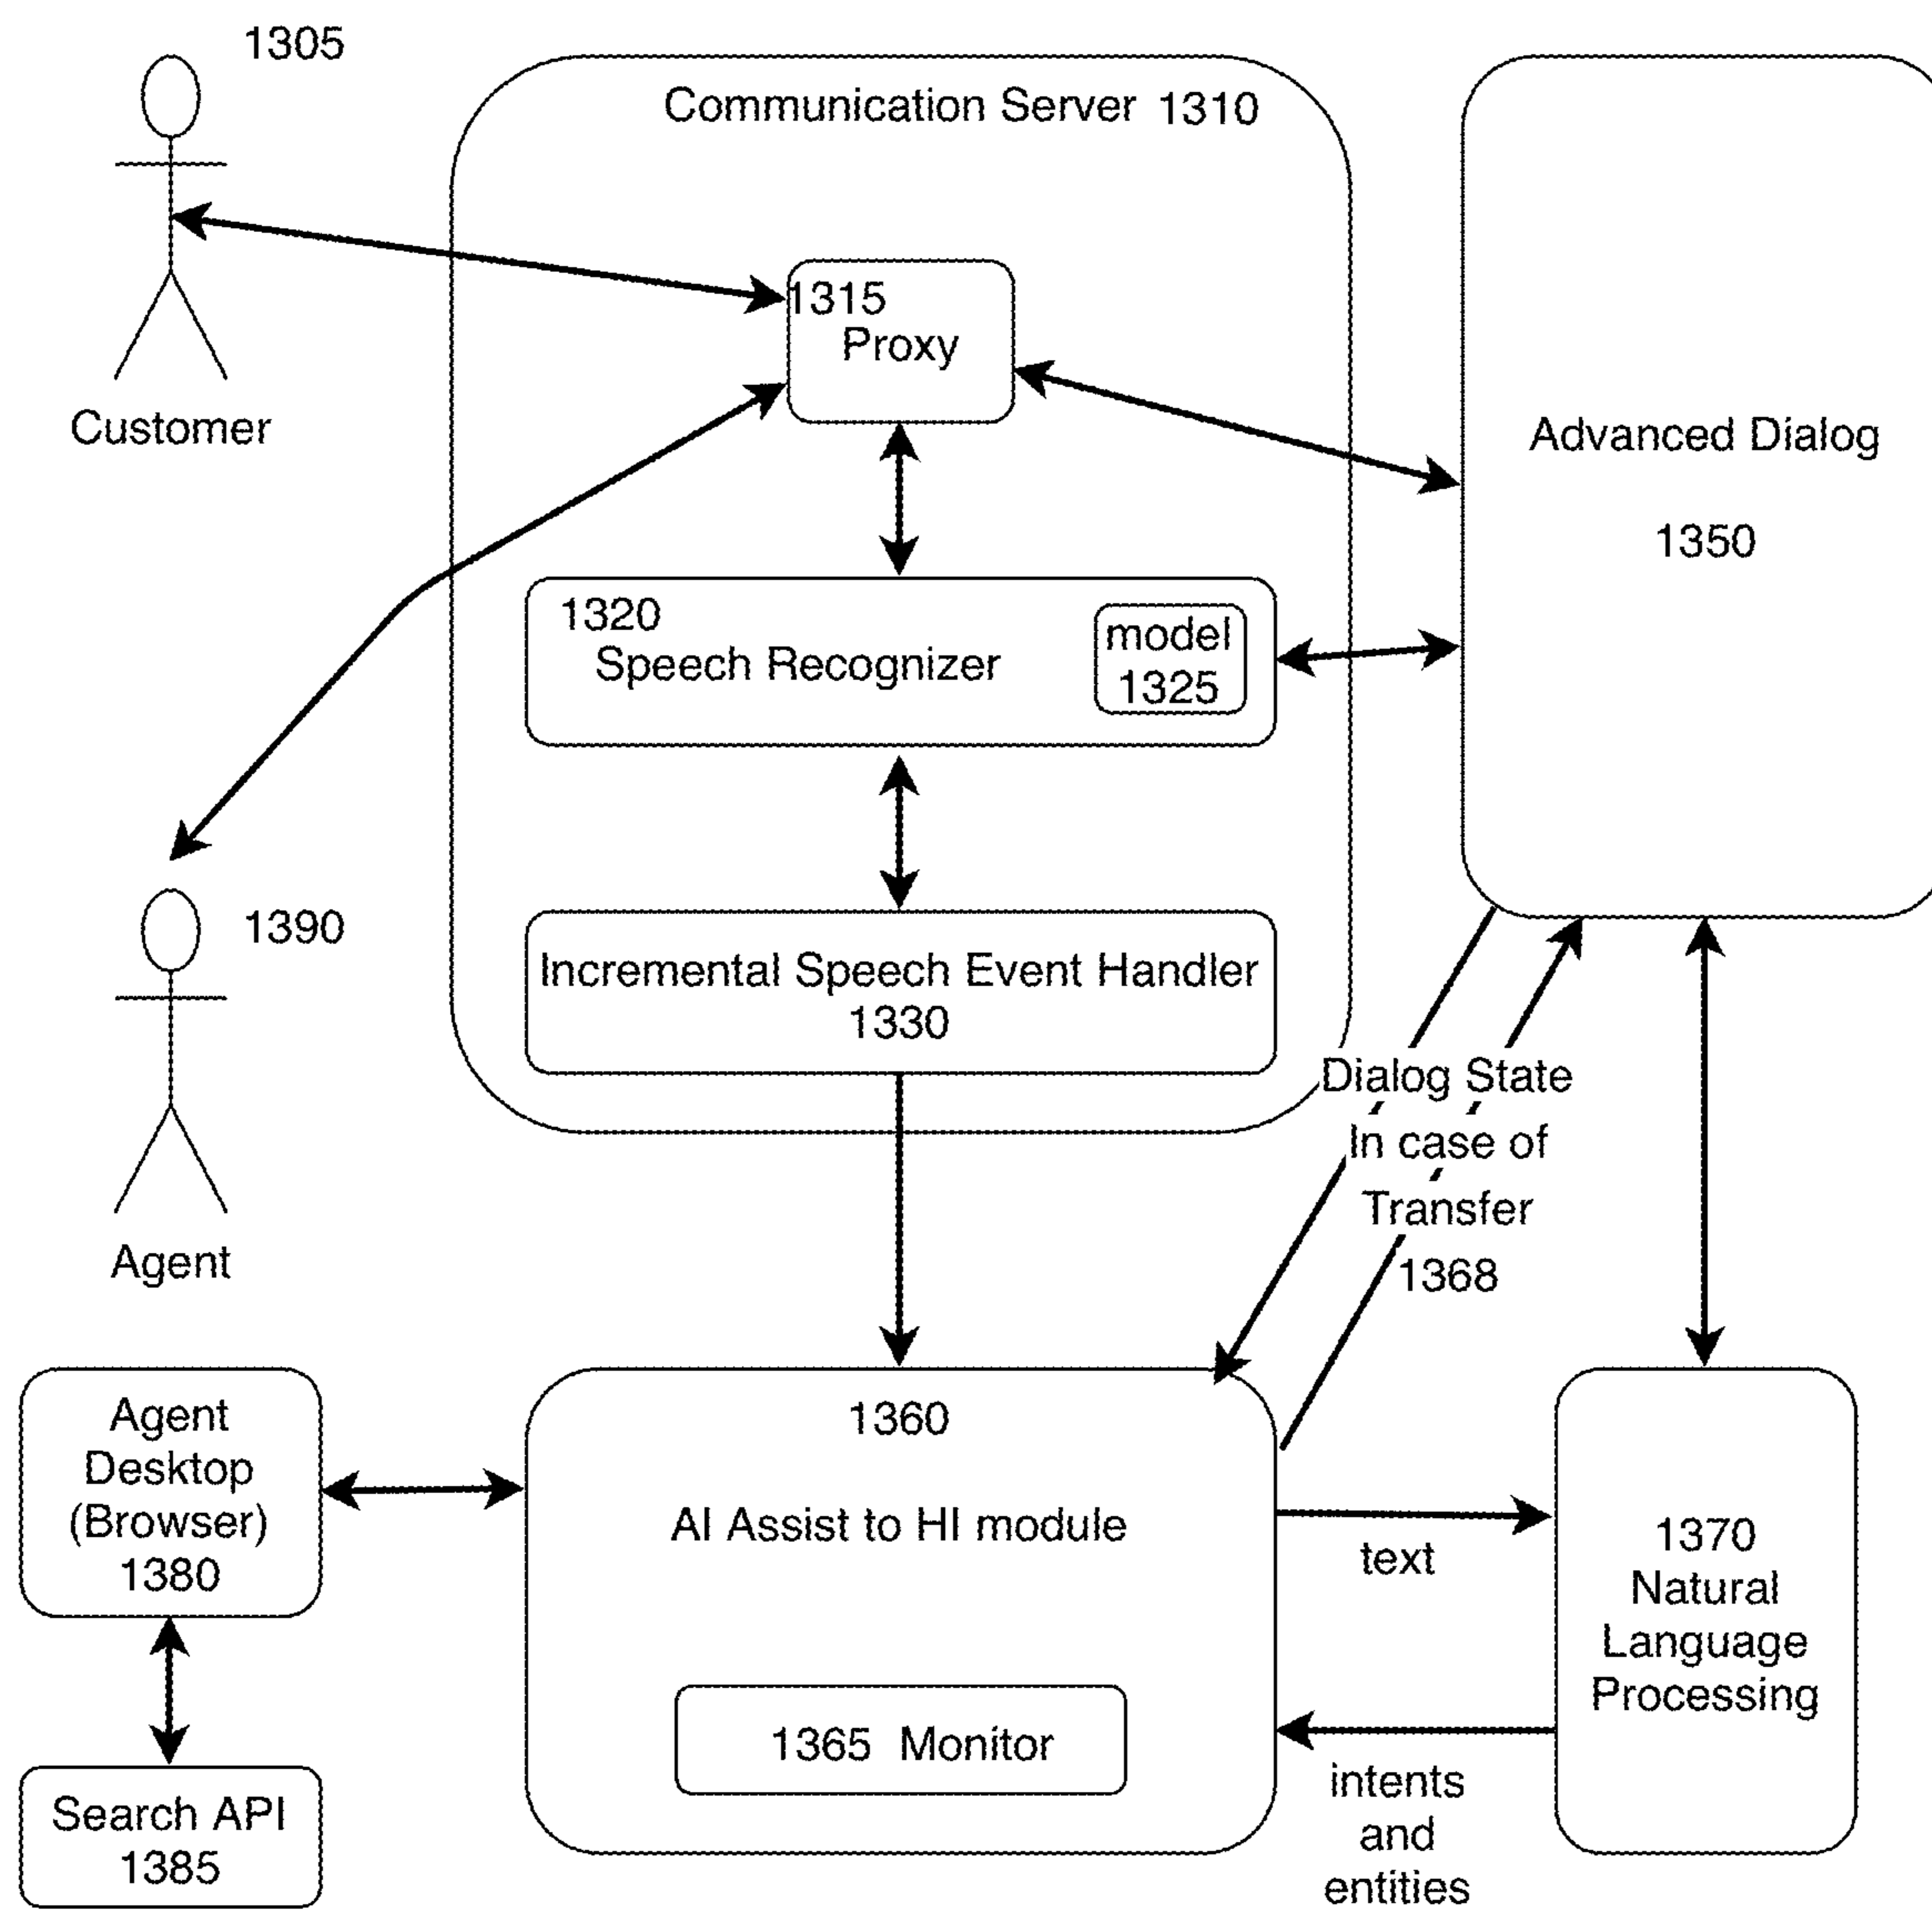 1305
Communication Server 1310
1315
Proxy
Customer
Advanced Dialog
1350
1320
Speech Recognizer
model
1325
1390
Incremental Speech Event Handler
1330
Dialog State
In case of
Transfer
1368
Agent
Agent
Desktop
(Browser)
1380
1360
AI Assist to HI module
text
1370
Natural
Language
Processing
1365 Monitor
intents
and
entities
Search API
1385